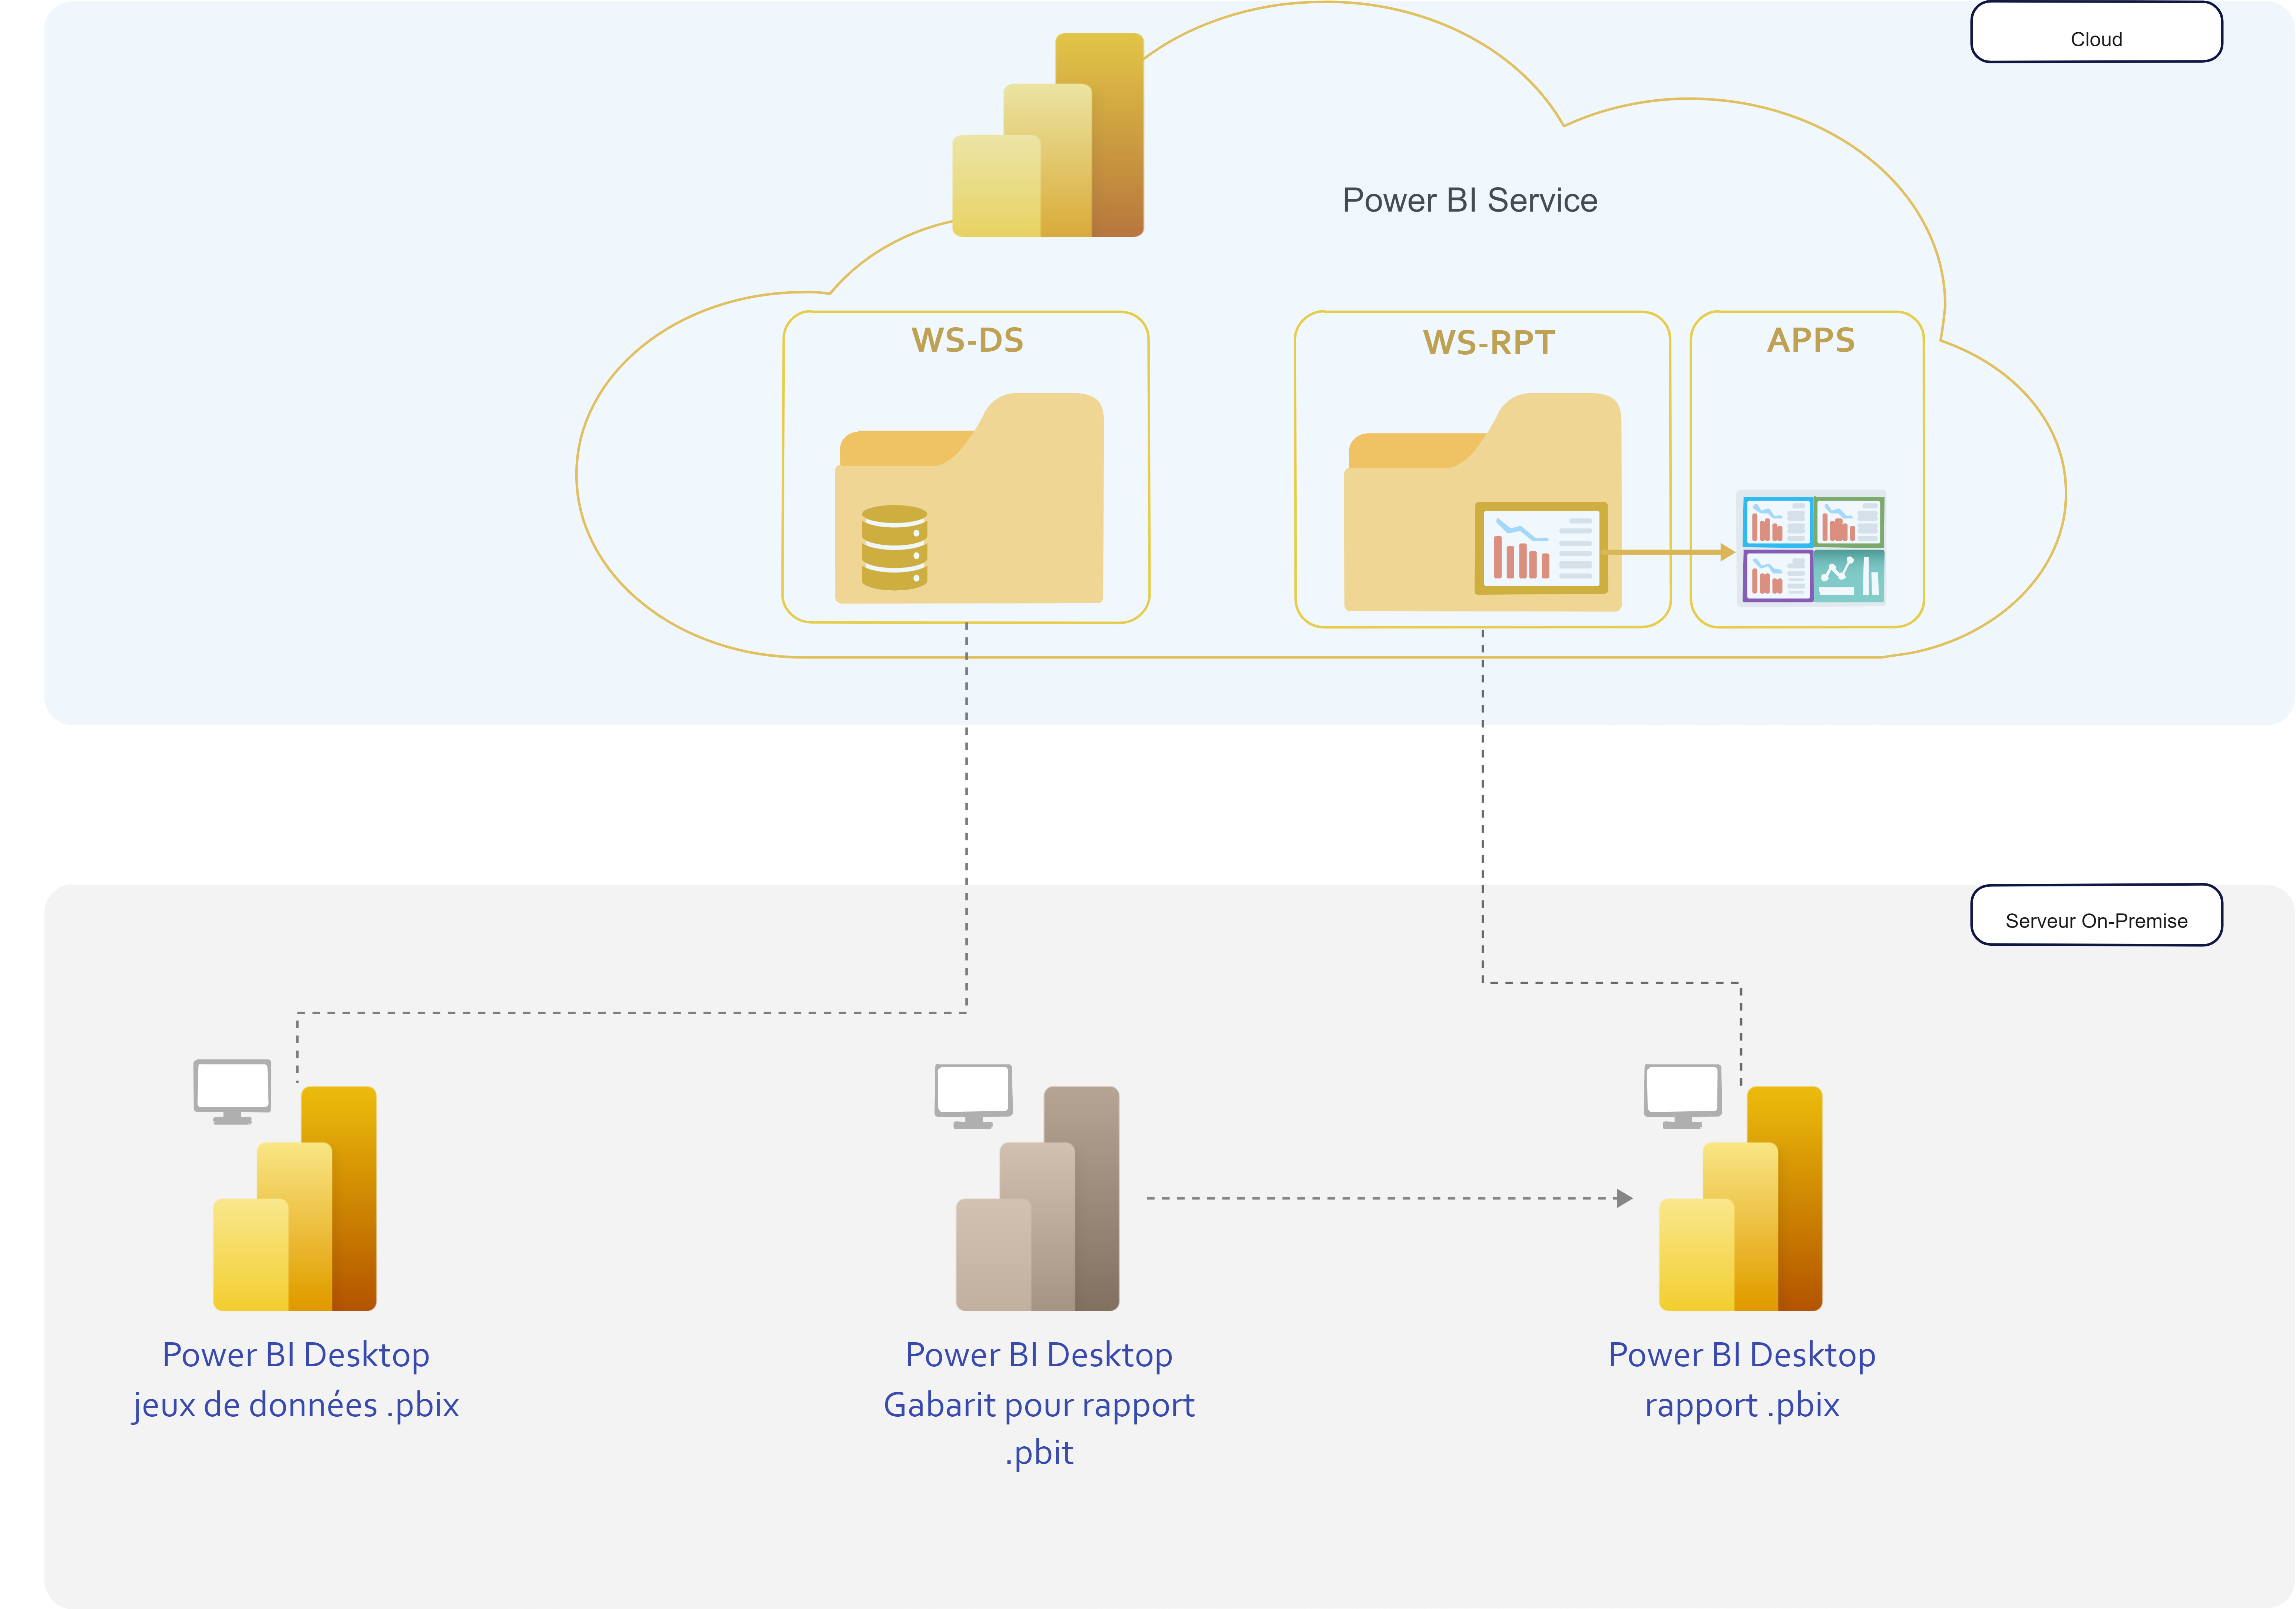 Cloud
Power BI Service
WS-DS
WS-RPT
APPS
Serveur On-Premise
Power BI Desktop
jeux de données .pbix
Power BI Desktop
Gabarit pour rapport
.pbit
Power BI Desktop
rapport .pbix